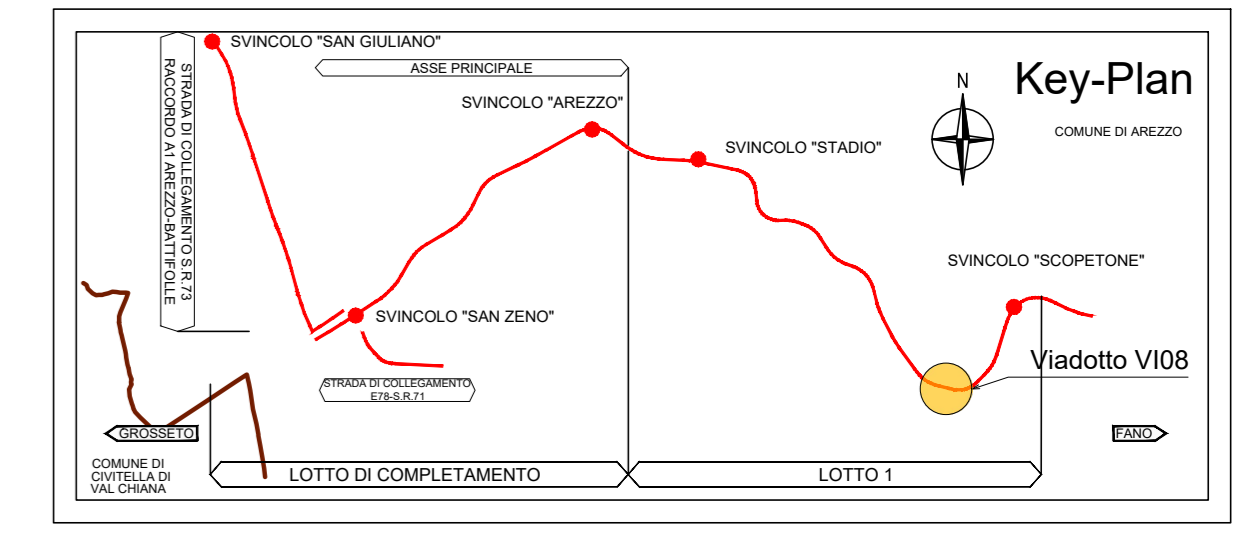 SVINCOLO "SAN GIULIANO"
ASSE PRINCIPALE
Key-Plan
N
COMUNE DI AREZZO
STRADA DI COLLEGAMENTO S.R.73
RACCORDO A1 AREZZO-BATTIFOLLE
SVINCOLO "AREZZO"
SVINCOLO "STADIO"
SVINCOLO "SCOPETONE"
SVINCOLO "SAN ZENO"
Viadotto VI08
STRADA DI COLLEGAMENTO
E78-S.R.71
GROSSETO
FANO
COMUNE DI
CIVITELLA DI
VAL CHIANA
LOTTO DI COMPLETAMENTO
LOTTO 1